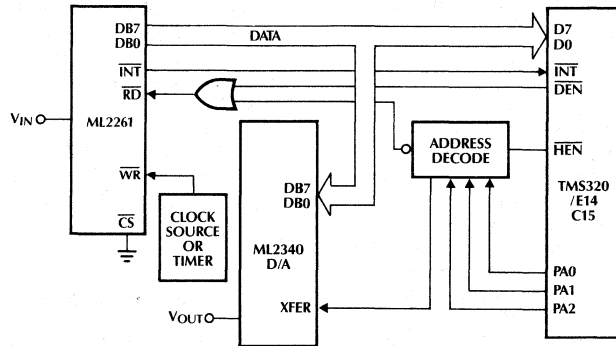 DB7
DB0
DATA
D7
D0
INT
INT
RD
DEN
VIN
ML2261
ADDRESS
DECODE
HEN
WR
DB7
DB0
TMS320
/E14
C15
CLOCK
SOURCE
OR
TIMER
CS
ML2340
D/A
PA0
PA1
PA2
XFER
VOUT